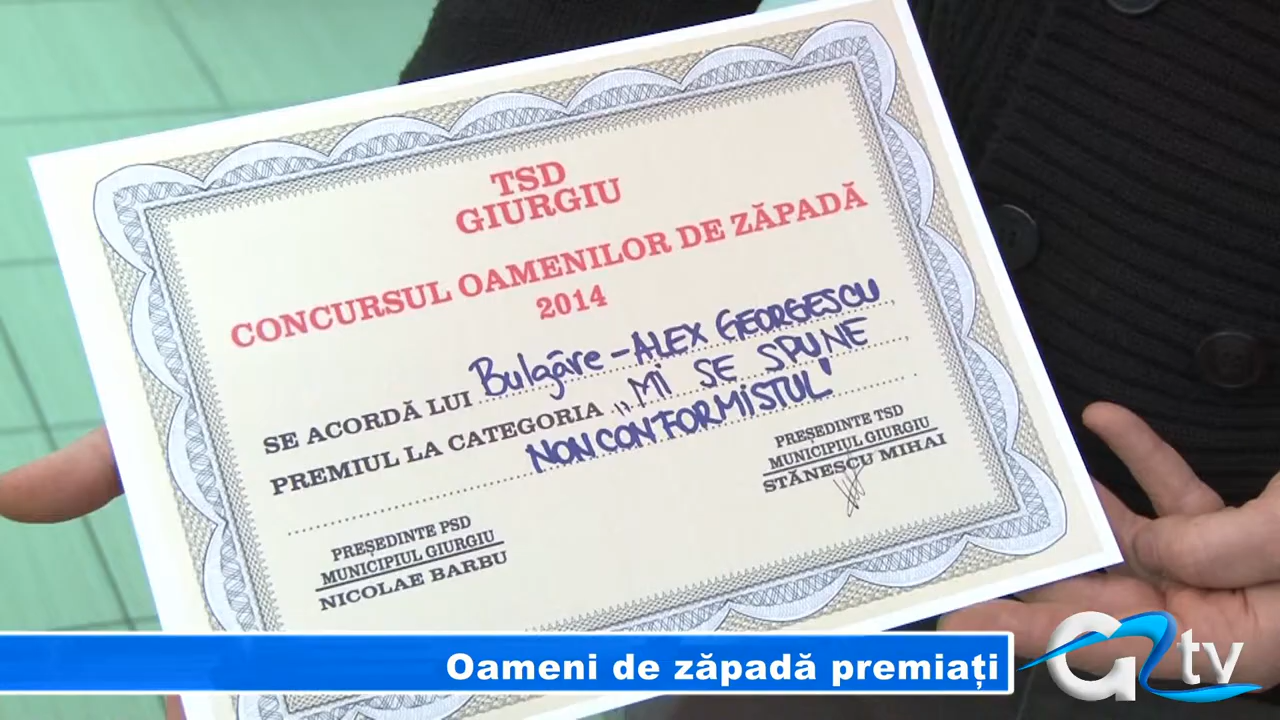 TSD
GIURGIU
CONCURSUL OAMENILOR DE ZĂPADĂ
2014
SE ACORDĂ LUI Bulgăre - ALEX GEORGESCU,
PREMIUL LA CATEGORIA „MI SE SPUNE,
NONCONFORMISTUL"
PREȘEDINTE PSD
MUNICIPIUL GIURGIU
NICOLAE BARBU
PREȘEDINTE TSD
MUNICIPIUL GIURGIU
STĂNESCU MIHAI
Oameni de zăpadă premiați
G2tv